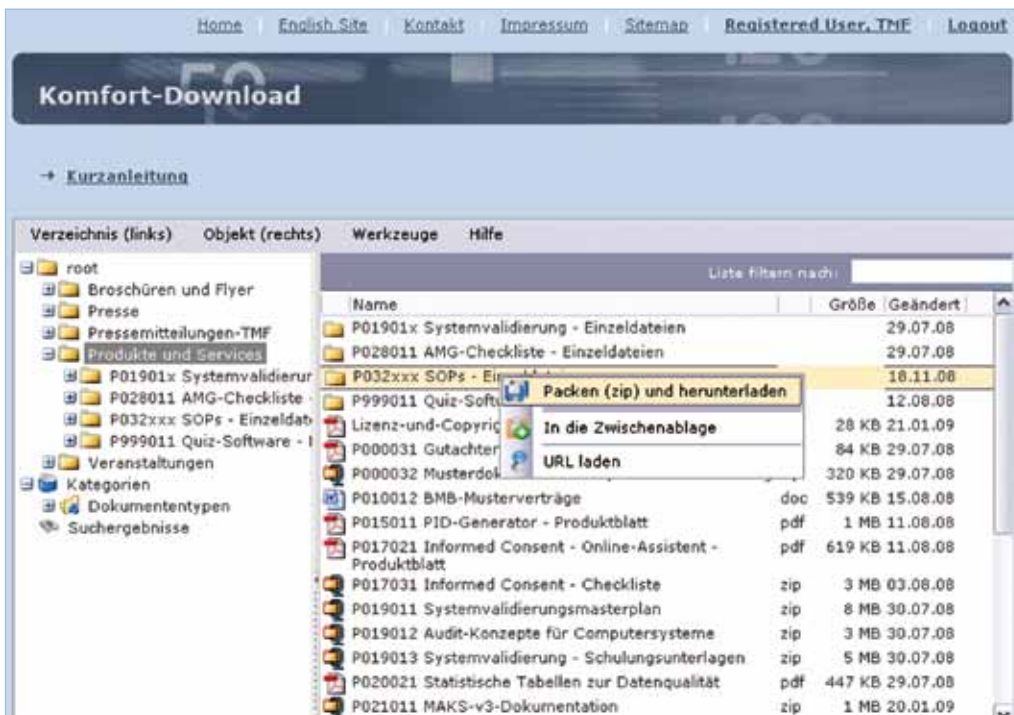 Home English Site Kontakt Impressum Sitemap Registered User, TMF Logout
Komfort-Download
→ Kurzanleitung
Verzeichnis (links) Objekt (rechts) Werkzeuge Hilfe
root
Broschüren und Flyer
Presse
Pressemitteilungen-TMF
Produkte und Services
P01901x Systemvalidierur
P028011 AMG-Checkliste -
P032xxx SOPs - Einzeldat
P999011 Quiz-Software -
Veranstaltungen
Kategorien
Dokumententypen
Suchergebnisse
Liste filtern nach:
Name Größe Geändert
P01901x Systemvalidierung - Einzeldateien 29.07.08
P028011 AMG-Checkliste - Einzeldateien 29.07.08
P032xxx SOPs - 18.11.08
P999011 Quiz-Softw 12.08.08
Lizenz-und-Copyrig 28 KB 21.01.09
P000031 Gutachter 84 KB 29.07.08
P000032 Musterdok 320 KB 29.07.08
P010012 BMB-Musterverträge doc 539 KB 15.08.08
P015011 PID-Generator - Produktblatt pdf 1 MB 11.08.08
P017021 Informed Consent - Online-Assistent - pdf 619 KB 11.08.08
Produktblatt
P017031 Informed Consent - Checkliste zip 3 MB 03.08.08
P019011 Systemvalidierungsmasterplan zip 8 MB 30.07.08
P019012 Audit-Konzepte für Computersysteme zip 3 MB 30.07.08
P019013 Systemvalidierung - Schulungsunterlagen zip 5 MB 30.07.08
P020021 Statistische Tabellen zur Datenqualität pdf 447 KB 29.07.08
P021011 MAKS-v3-Dokumentation zip 1 MB 20.01.09
Packen (zip) und herunterladen
In die Zwischenablage
URL laden